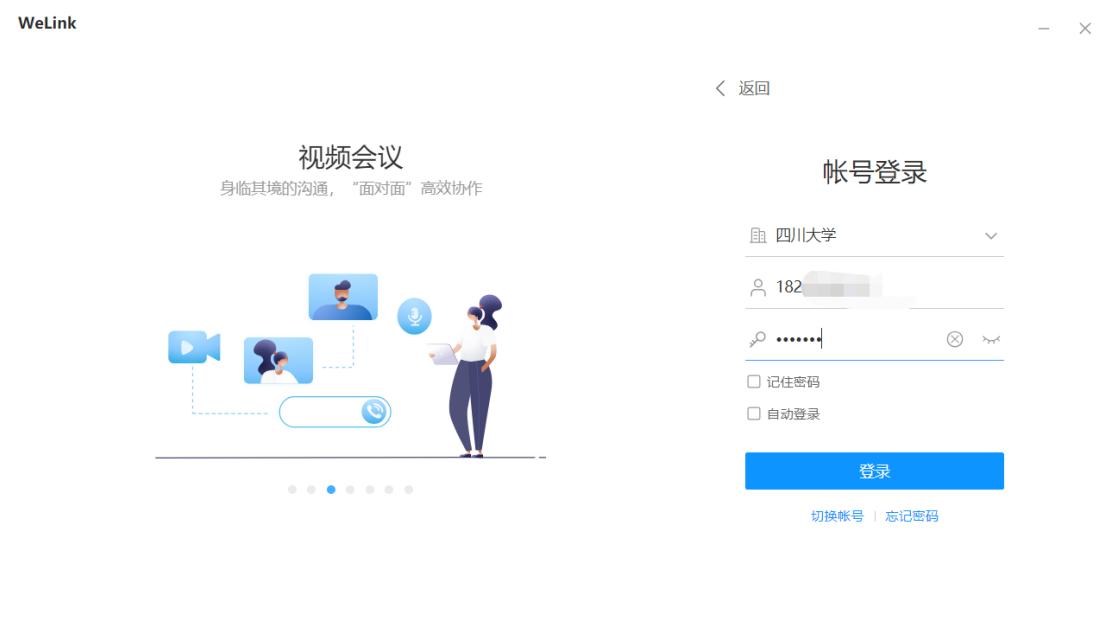 WeLink
返回
视频会议
身临其境的沟通，“面对面”高效协作
帐号登录
四川大学
182
•••••••
记住密码
自动登录
登录
切换帐号 | 忘记密码